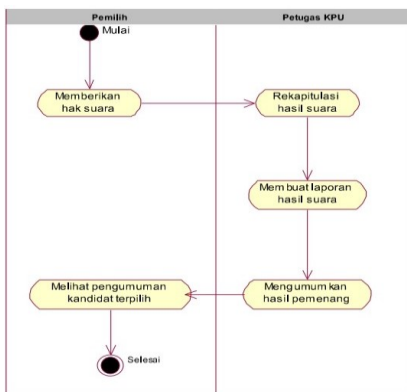 Pemilih
Petugas KPU
Mulai
Memberikan
hak suara
Rekapitulasi
hasil suara
Membuat laporan
hasil suara
Mengumumkan
hasil pemenang
Melihat pengumuman
kandidat terpilih
Selesai